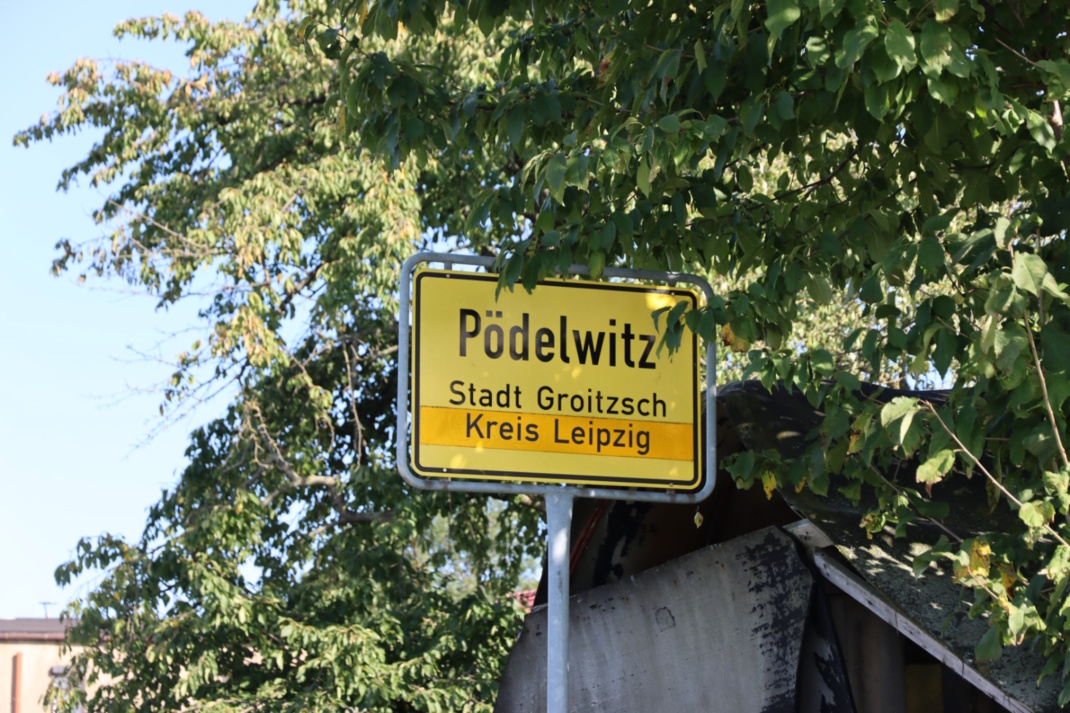 Pödelwitz
Stadt Groitzsch
Kreis Leipzig